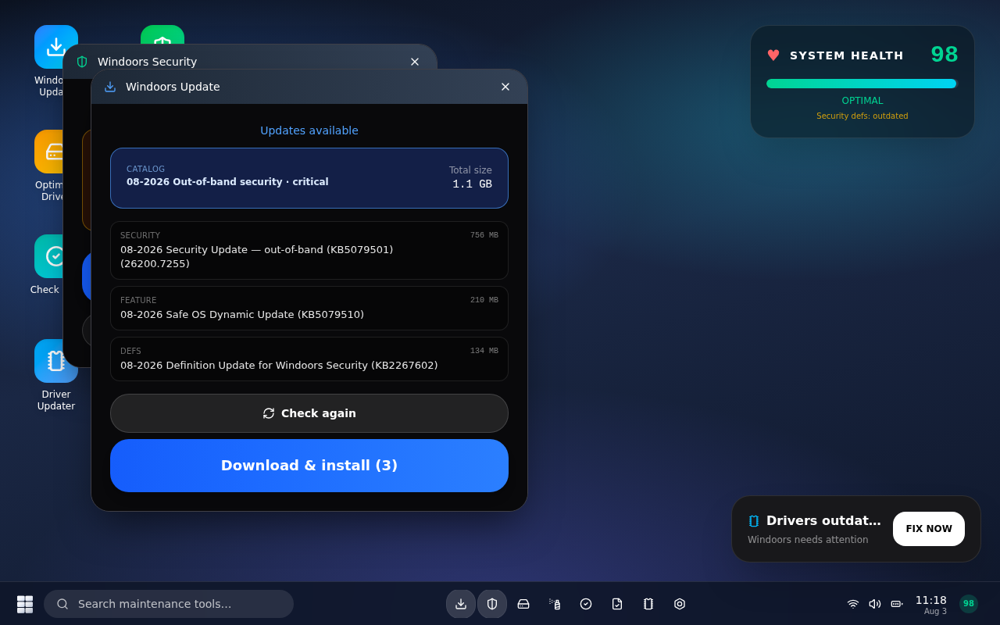 Windoors Security
Windoors Update
Updates available
CATALOG
08-2026 Out-of-band security · critical
Total size
1.1 GB
SECURITY
756 MB
08-2026 Security Update — out-of-band (KB5079501)
(26200.7255)
FEATURE
210 MB
08-2026 Safe OS Dynamic Update (KB5079510)
DEFS
134 MB
08-2026 Definition Update for Windoors Security (KB2267602)
Check again
Download & install (3)
Check
Driver
Updater
SYSTEM HEALTH
98
OPTIMAL
Security defs: outdated
Drivers outdat…
Windoors needs attention
FIX NOW
Search maintenance tools...
11:18
Aug 3
98